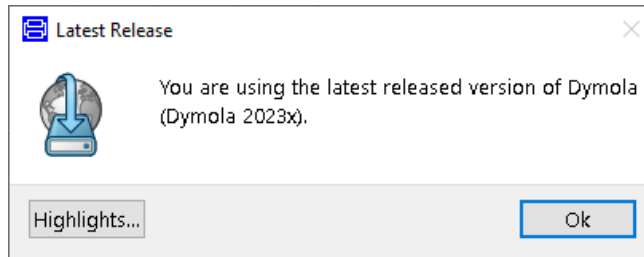 Latest Release
You are using the latest released version of Dymola
(Dymola 2023x).
Highlights...
Ok